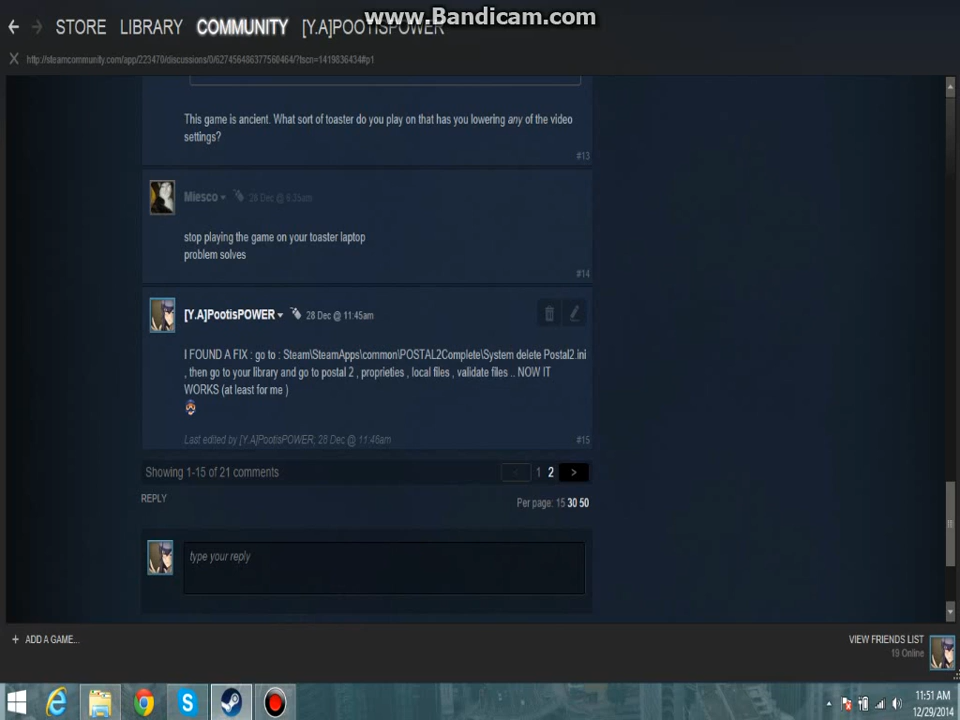 www.Bandicam.com
STORE LIBRARY COMMUNITY [Y.A]POOTISPOWER
X http://steamcommunity.com/app/223470/discussions/0/627456486377560464/?tscn=1419836434#p1
This game is ancient. What sort of toaster do you play on that has you lowering any of the video
settings?
#13
Miesco 28 Dec @ 6:35am
stop playing the game on your toaster laptop
problem solves
#14
[Y.A]PootisPOWER 28 Dec @ 11:45am
I FOUND A FIX : go to : Steam\SteamApps\common\POSTAL2Complete\System delete Postal2.ini
, then go to your library and go to postal 2 , proprieties , local files , validate files .. NOW IT
WORKS (at least for me )
Last edited by [Y.A]PootisPOWER; 28 Dec @ 11:46am
#15
Showing 1-15 of 21 comments < 1 2 >
REPLY
Per page: 15 30 50
type your reply
+ ADD A GAME...
VIEW FRIENDS LIST
19 Online
11:51 AM
12/29/2014